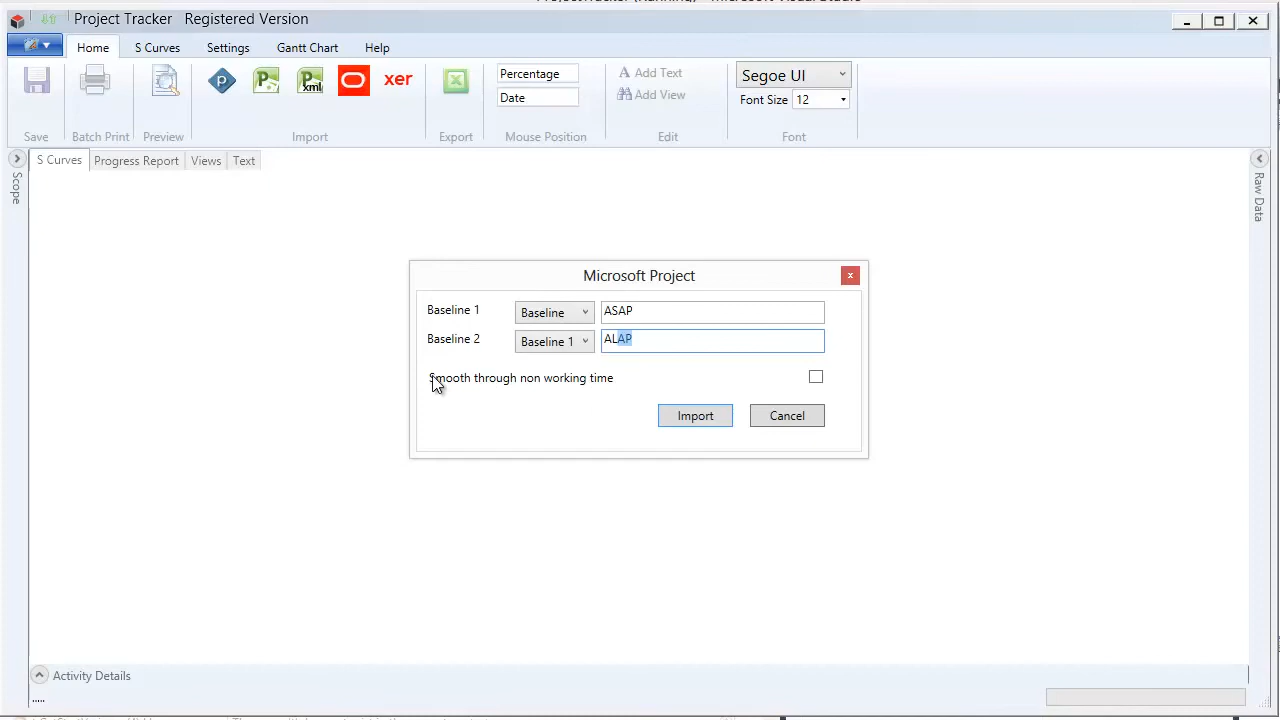 Project Tracker Registered Version
Home S Curves Settings Gantt Chart Help
P P xml xer
Percentage
Date
Add Text
Add View
Segoe UI
Font Size 12
Save Batch Print Preview Import Export Mouse Position Edit Font
S Curves Progress Report Views Text
Scope
Raw Data
Microsoft Project
x
Baseline 1 Baseline ASAP
Baseline 2 Baseline 1 ALAP
Smooth through non working time
Import Cancel
Activity Details
.....